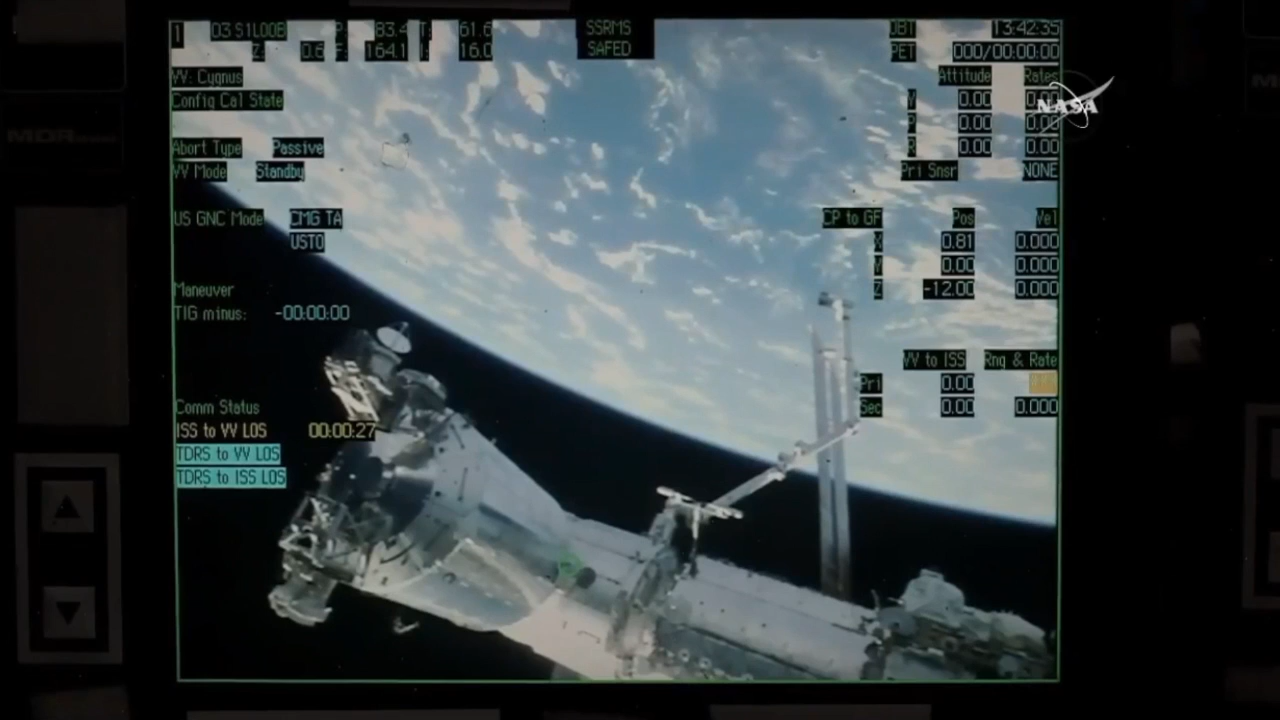 1 03 S1LOOB P: 83.4 T: 61.6 SSRMS DBT 13:42:35
Z: 0.6 F: 164.1 I: 16.0 SAFED PET 000/00:00:00
VV: Cygnus Attitude Rates
Config Cal State Y 0.00 0.00
NASA
P 0.00 0.00
Abort Type Passive R 0.00 0.00
VV Mode Standby Pri Snsr NONE
US GNC Mode CMG TA CP to GF Pos Vel
USTO X 0.81 0.000
Y 0.00 0.000
Maneuver Z -12.00 0.000
TIG minus: -00:00:00
VV to ISS Rng & Rate
Pri 0.00
Comm Status Sec 0.00 0.000
ISS to VV LOS 00:00:27
TDRS to VV LOS
TDRS to ISS LOS